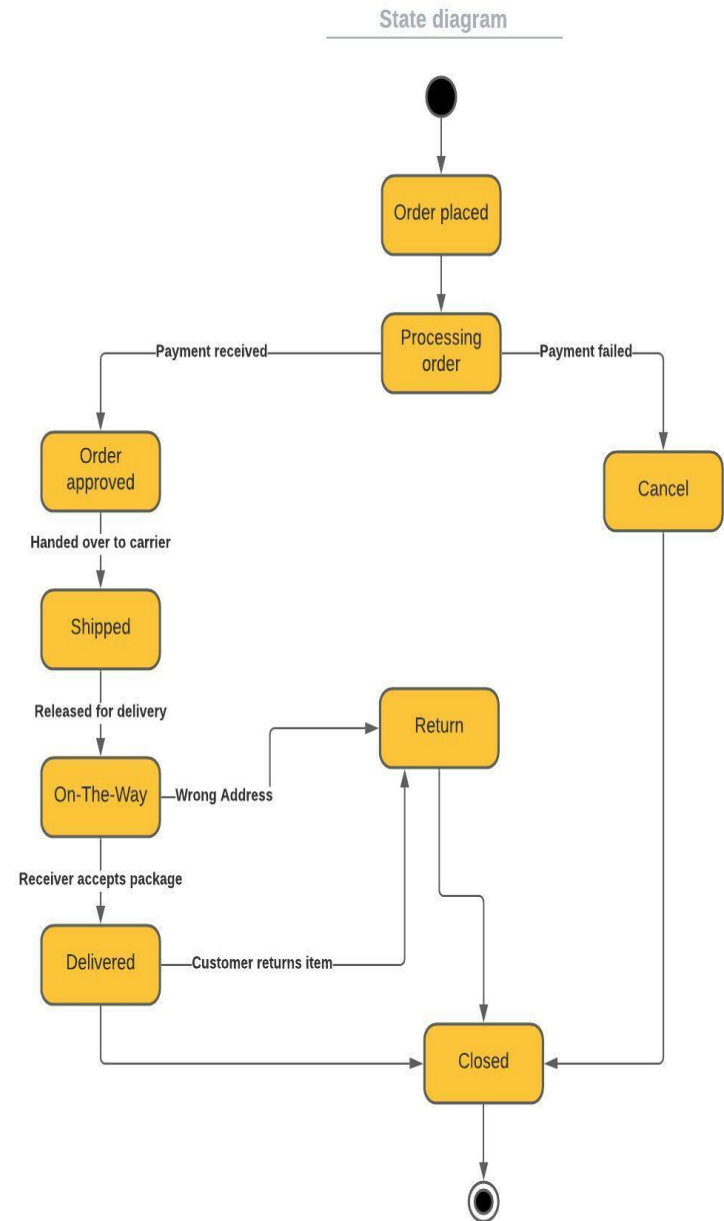 State diagram
Order placed
Processing
order
Payment received
Payment failed
Order
approved
Cancel
Handed over to carrier
Shipped
Released for delivery
Return
On-The-Way
Wrong Address
Receiver accepts package
Delivered
Customer returns item
Closed